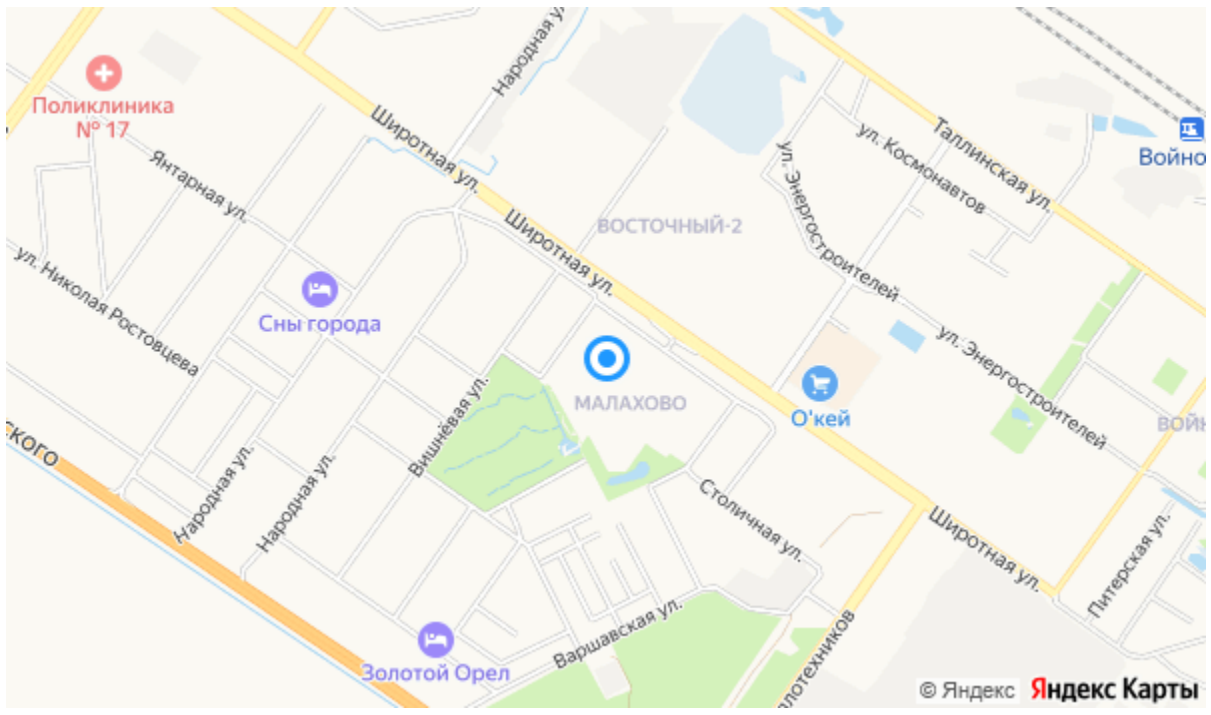 Народная ул.
Поликлиника
№ 17
Широтная ул.
Таллинская ул.
ул. Космонавтов
Войно
Янтарная ул.
ул. Энергостроителей
Широтная ул.
ВОСТОЧНЫЙ-2
ул. Николая Ростовцева
Сны города
ул. Энергостроителей
МАЛАХОВО
О'кей
Вишнёвая ул.
ВОЙН
ского
Народная ул.
Народная ул.
Столичная ул.
Широтная ул.
Питерская ул.
Варшавская ул.
Золотой Орел
лотехников
© Яндекс Яндекс Карты